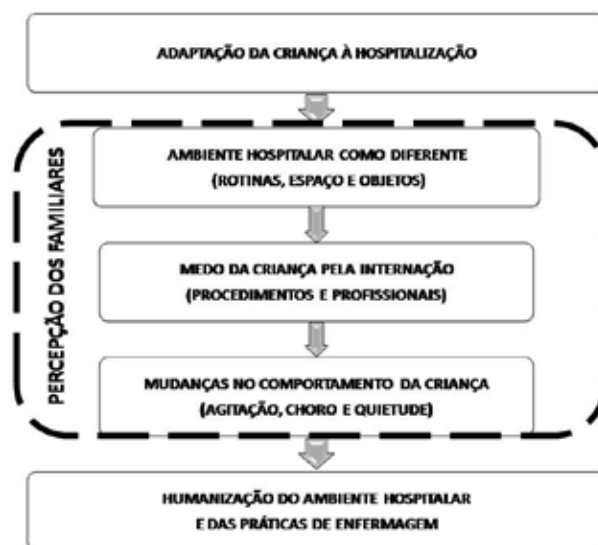 ADAPTAÇÃO DA CRIANÇA À HOSPITALIZAÇÃO
PERCEPÇÃO DOS FAMILIARES
AMBIENTE HOSPITALAR COMO DIFERENTE
(ROTINAS, ESPAÇO E OBJETOS)
MEDO DA CRIANÇA PELA INTERNAÇÃO
(PROCEDIMENTOS E PROFISSIONAIS)
MUDANÇAS NO COMPORTAMENTO DA CRIANÇA
(AGITAÇÃO, CHORO E QUIETUDE)
HUMANIZAÇÃO DO AMBIENTE HOSPITALAR
E DAS PRÁTICAS DE ENFERMAGEM